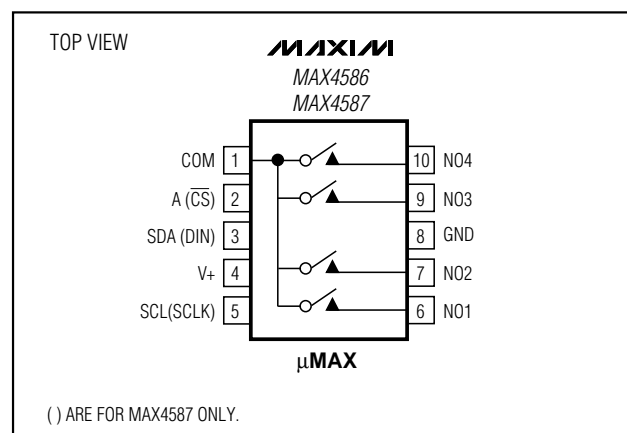 TOP VIEW
MAXIM
MAX4586
MAX4587
COM 1
A (C̅S̅) 2
SDA (DIN) 3
V+ 4
SCL(SCLK) 5
10 NO4
9 NO3
8 GND
7 NO2
6 NO1
µMAX
( ) ARE FOR MAX4587 ONLY.